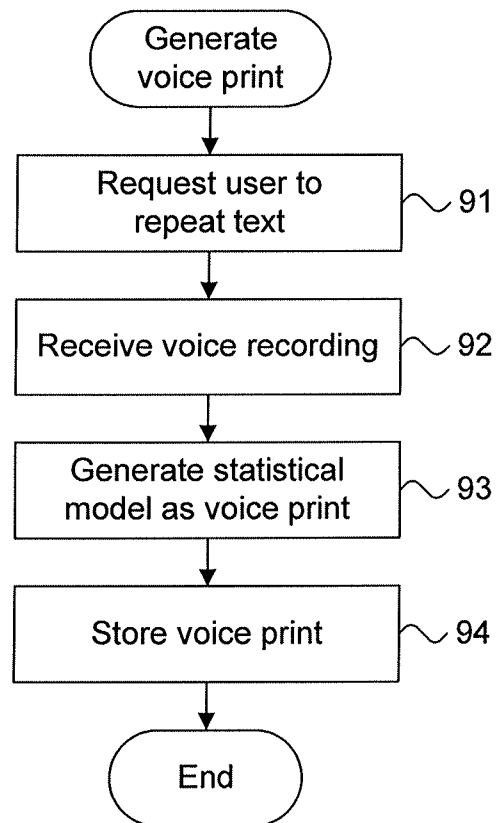 Generate
voice print
Request user to
repeat text
91
Receive voice recording
92
Generate statistical
model as voice print
93
Store voice print
94
End